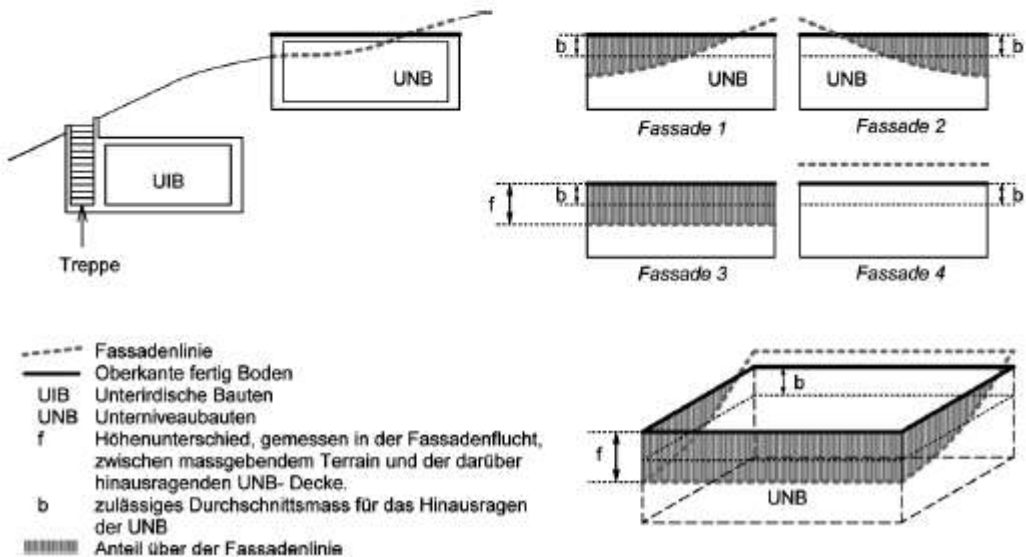 UNB
UIB
Treppe
b
UNB
Fassade 1
UNB
b
Fassade 2
f
b
Fassade 3
b
Fassade 4
Fassadenlinie
Oberkante fertig Boden
UIB Unterirdische Bauten
UNB Unterniveaubauten
f Höhenunterschied, gemessen in der Fassadenflucht,
zwischen massgebendem Terrain und der darüber
hinausragenden UNB- Decke.
b zulässiges Durchschnittsmass für das Hinausragen
der UNB
Anteil über der Fassadenlinie
b
f
UNB